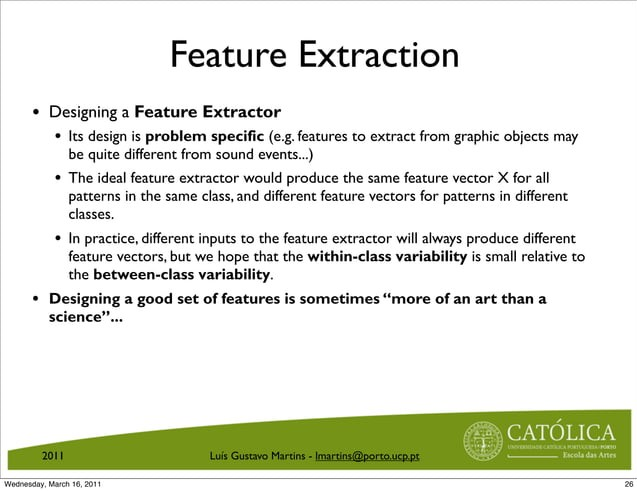 Feature Extraction
• Designing a Feature Extractor
• Its design is problem specific (e.g. features to extract from graphic objects may
be quite different from sound events...)
• The ideal feature extractor would produce the same feature vector X for all
patterns in the same class, and different feature vectors for patterns in different
classes.
• In practice, different inputs to the feature extractor will always produce different
feature vectors, but we hope that the within-class variability is small relative to
the between-class variability.
• Designing a good set of features is sometimes “more of an art than a
science”...
CATÓLICA
UNIVERSIDADE CATÓLICA PORTUGUESA | PORTO
Escola das Artes
2011
Luís Gustavo Martins - lmartins@porto.ucp.pt
Wednesday, March 16, 2011
26